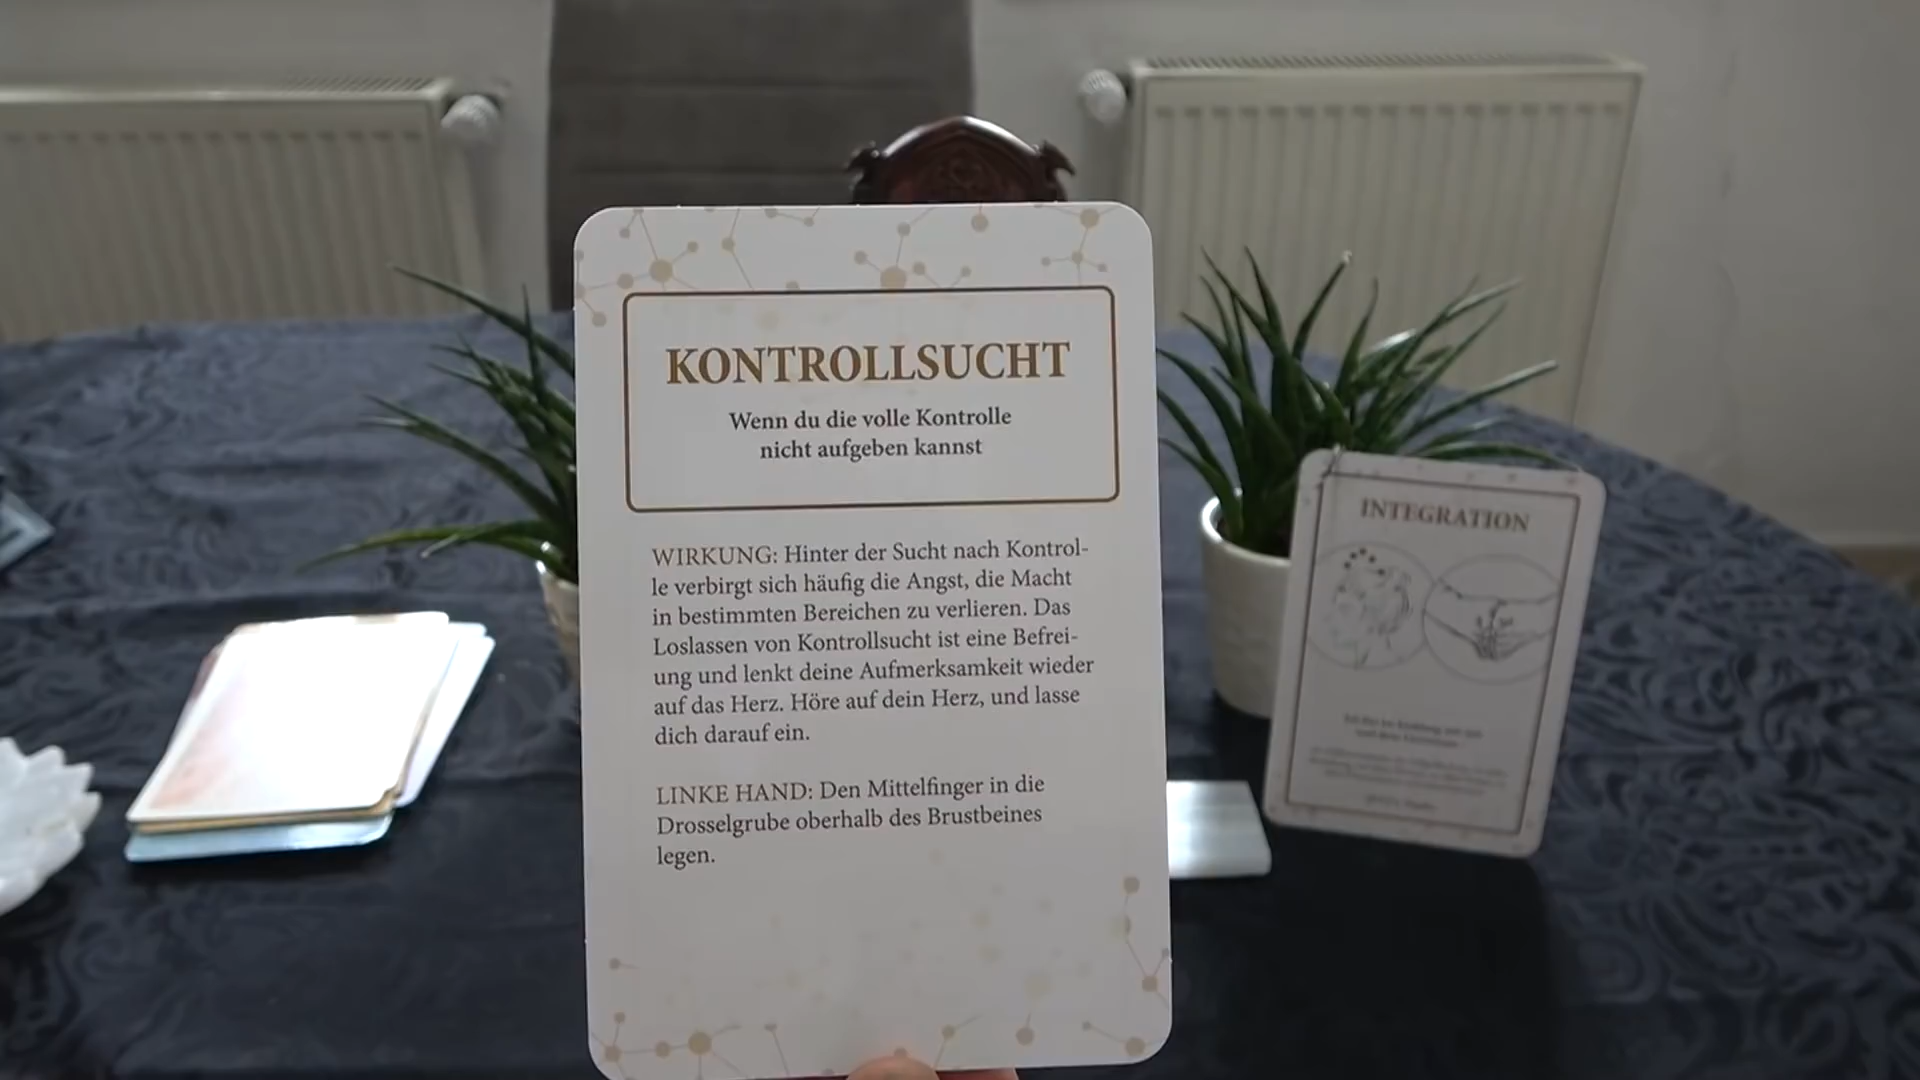 KONTROLLSUCHT
Wenn du die volle Kontrolle
nicht aufgeben kannst
WIRKUNG: Hinter der Sucht nach Kontrol-
le verbirgt sich häufig die Angst, die Macht
in bestimmten Bereichen zu verlieren. Das
Loslassen von Kontrollsucht ist eine Befrei-
ung und lenkt deine Aufmerksamkeit wieder
auf das Herz. Höre auf dein Herz, und lasse
dich darauf ein.
LINKE HAND: Den Mittelfinger in die
Drosselgrube oberhalb des Brustbeines
legen.
INTEGRATION